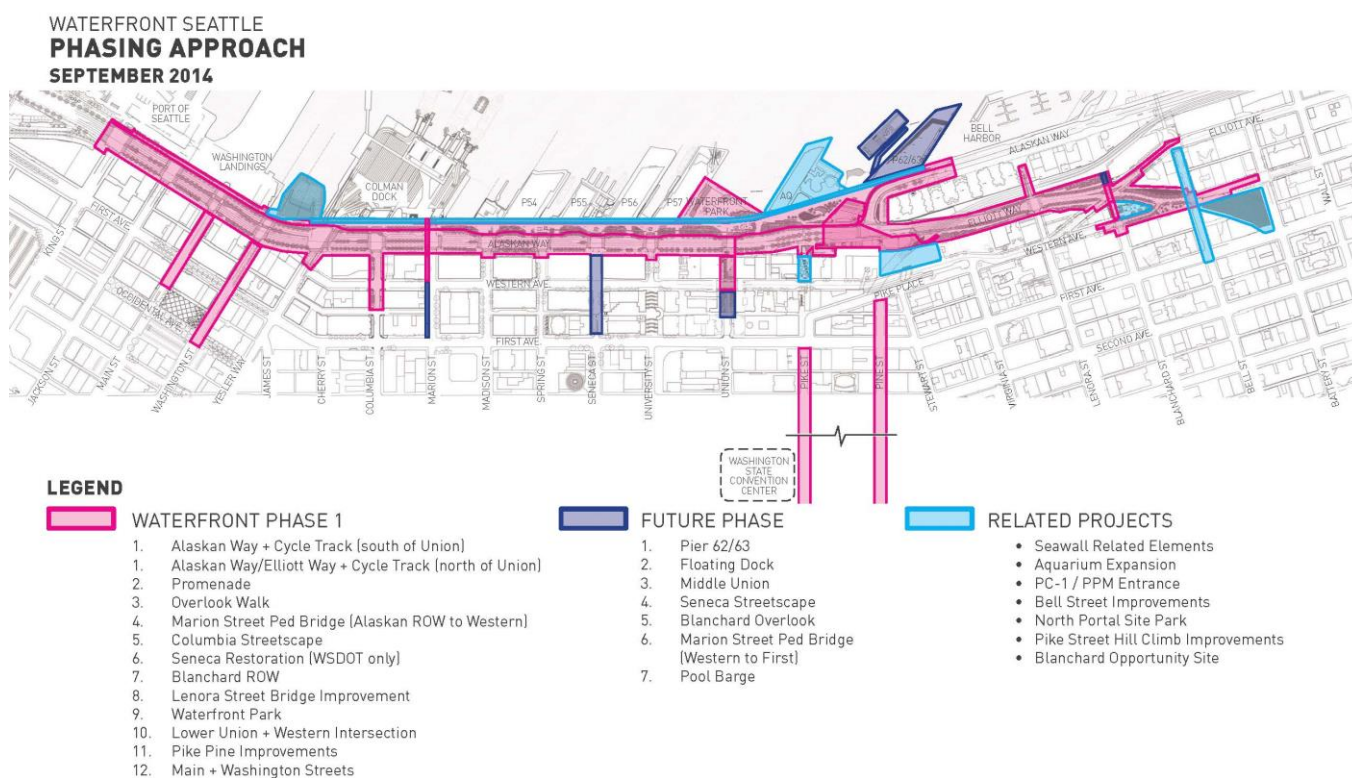 WATERFRONT SEATTLE
PHASING APPROACH
SEPTEMBER 2014
PORT OF
SEATTLE
WASHINGTON
LANDINGS
COLMAN
DOCK
P54
P55
P56
P57
WATERFRONT
PARK
AQ
PP62/63
BELL
HARBOR
ALASKAN WAY
ELLIOTT AVE.
WALL ST
KING ST
FIRST AVE.
OCCIDENTAL AVE.
ALASKAN WAY
WESTERN AVE.
FIRST AVE.
ELLIOTT WAY
WESTERN AVE.
PIKE PLACE
FIRST AVE.
SECOND AVE.
JACKSON ST
MAIN ST
WASHINGTON ST
YESLER WAY
JAMES ST
CHERRY ST
COLUMBIA ST
MARION ST
MADISON ST
SPRING ST
SENECA ST
UNIVERSITY ST
UNION ST
PIKE ST
PINE ST
STEWART ST
VIRGINIA ST
LENORA ST
BLANCHARD ST
BELL ST
BATTERY ST
WASHINGTON
STATE
CONVENTION
CENTER
LEGEND
WATERFRONT PHASE 1
1. Alaskan Way + Cycle Track (south of Union)
1. Alaskan Way/Elliott Way + Cycle Track (north of Union)
2. Promenade
3. Overlook Walk
4. Marion Street Ped Bridge (Alaskan ROW to Western)
5. Columbia Streetscape
6. Seneca Restoration (WSDOT only)
7. Blanchard ROW
8. Lenora Street Bridge Improvement
9. Waterfront Park
10. Lower Union + Western Intersection
11. Pike Pine Improvements
12. Main + Washington Streets
FUTURE PHASE
1. Pier 62/63
2. Floating Dock
3. Middle Union
4. Seneca Streetscape
5. Blanchard Overlook
6. Marion Street Ped Bridge
(Western to First)
7. Pool Barge
RELATED PROJECTS
• Seawall Related Elements
• Aquarium Expansion
• PC-1 / PPM Entrance
• Bell Street Improvements
• North Portal Site Park
• Pike Street Hill Climb Improvements
• Blanchard Opportunity Site